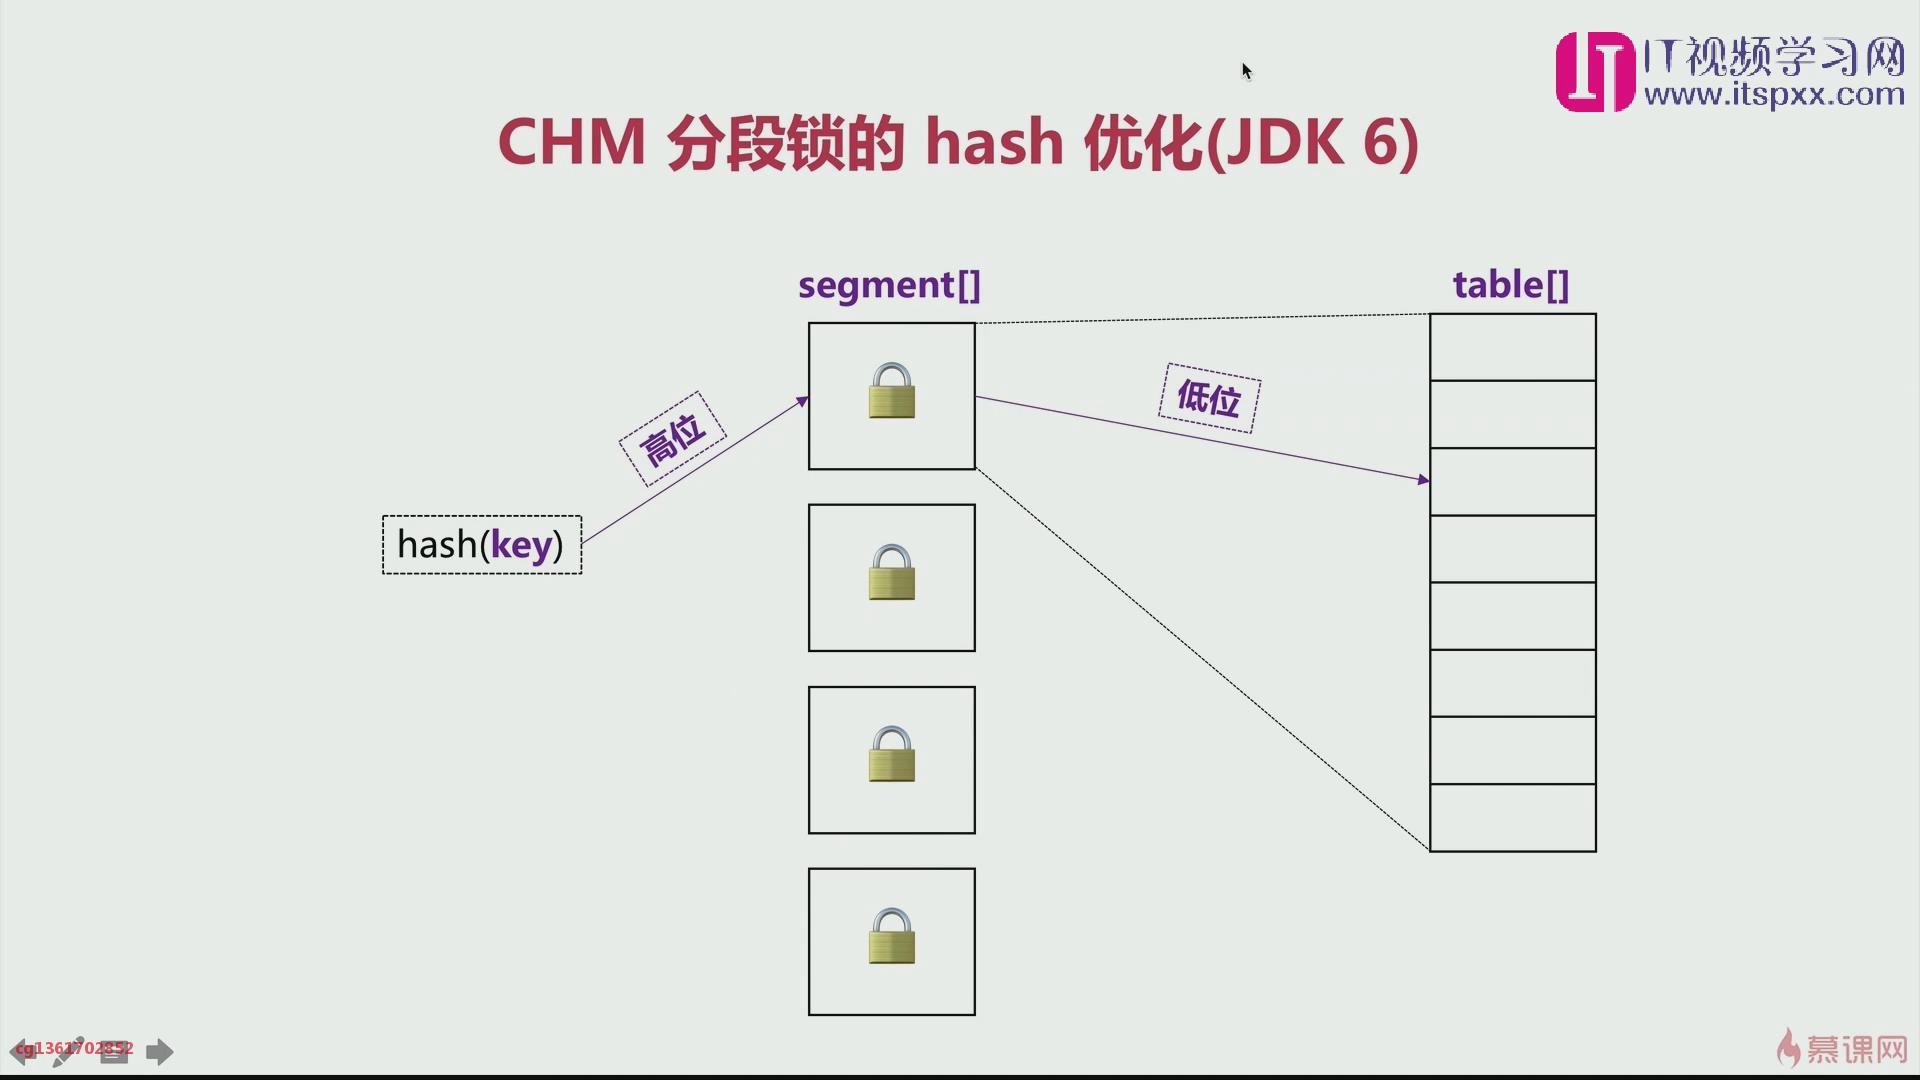 IT视频学习网
www.itspxx.com
CHM 分段锁的 hash 优化(JDK 6)
segment[]
table[]
高位
低位
hash(key)
cg1361702852
慕课网